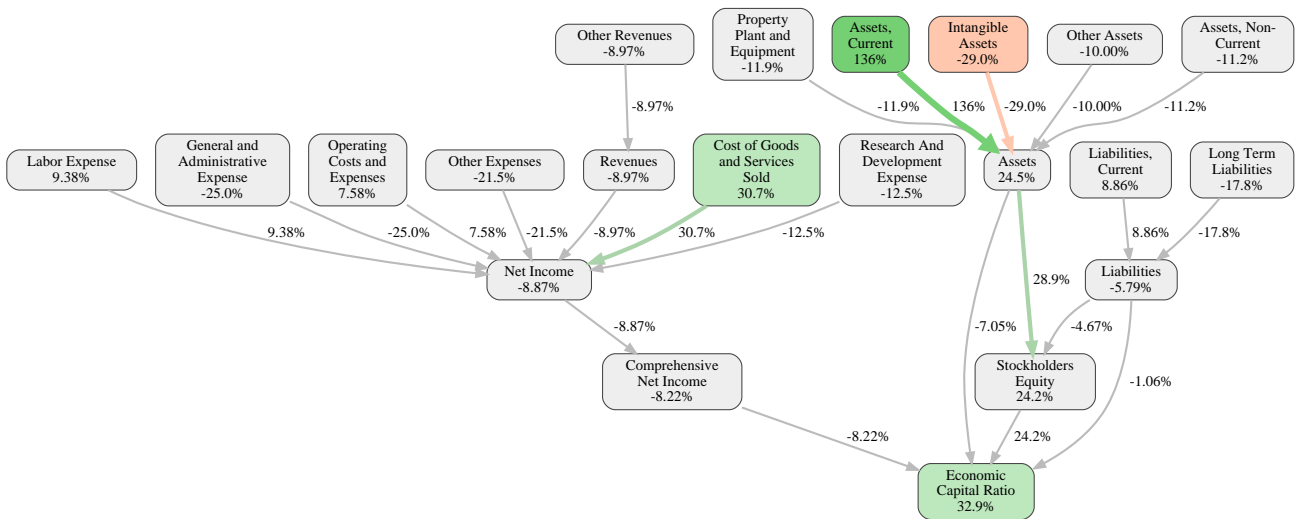 Other Revenues
-8.97%
Property
Plant and
Equipment
-11.9%
Assets,
Current
136%
Intangible
Assets
-29.0%
Other Assets
-10.00%
Assets, Non-
Current
-11.2%
-8.97%
-11.9%
136%
-29.0%
-10.00%
-11.2%
Labor Expense
9.38%
General and
Administrative
Expense
-25.0%
Operating
Costs and
Expenses
7.58%
Other Expenses
-21.5%
Revenues
-8.97%
Cost of Goods
and Services
Sold
30.7%
Research And
Development
Expense
-12.5%
Assets
24.5%
Liabilities,
Current
8.86%
Long Term
Liabilities
-17.8%
9.38%
-25.0%
7.58%
-21.5%
-8.97%
30.7%
-12.5%
8.86%
-17.8%
Net Income
-8.87%
28.9%
Liabilities
-5.79%
-8.87%
-7.05%
-4.67%
Comprehensive
Net Income
-8.22%
Stockholders
Equity
24.2%
-1.06%
-8.22%
24.2%
Economic
Capital Ratio
32.9%